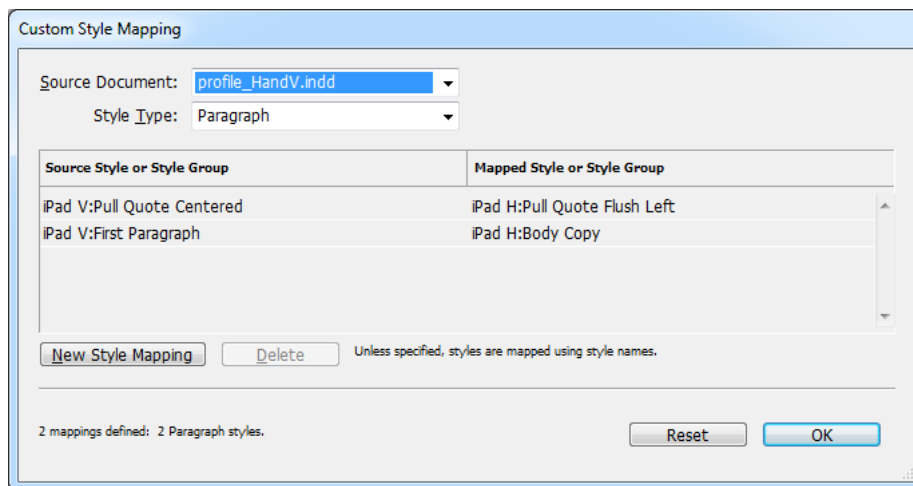 Custom Style Mapping
Source Document: profile_HandV.indd
Style Type: Paragraph
Source Style or Style Group Mapped Style or Style Group
iPad V:Pull Quote Centered iPad H:Pull Quote Flush Left
iPad V:First Paragraph iPad H:Body Copy
New Style Mapping Delete Unless specified, styles are mapped using style names.
2 mappings defined: 2 Paragraph styles. Reset OK